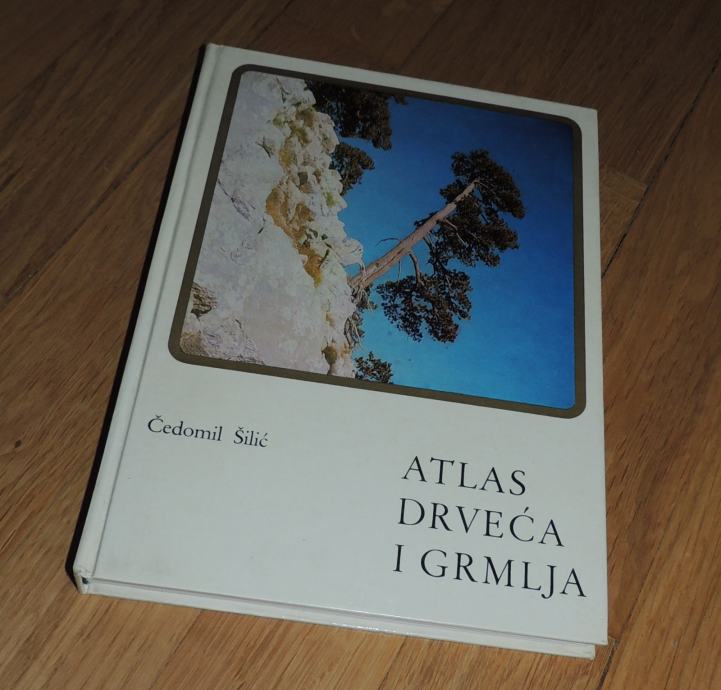 Čedomil Šilić
ATLAS
DRVEĆA
I GRMLJA